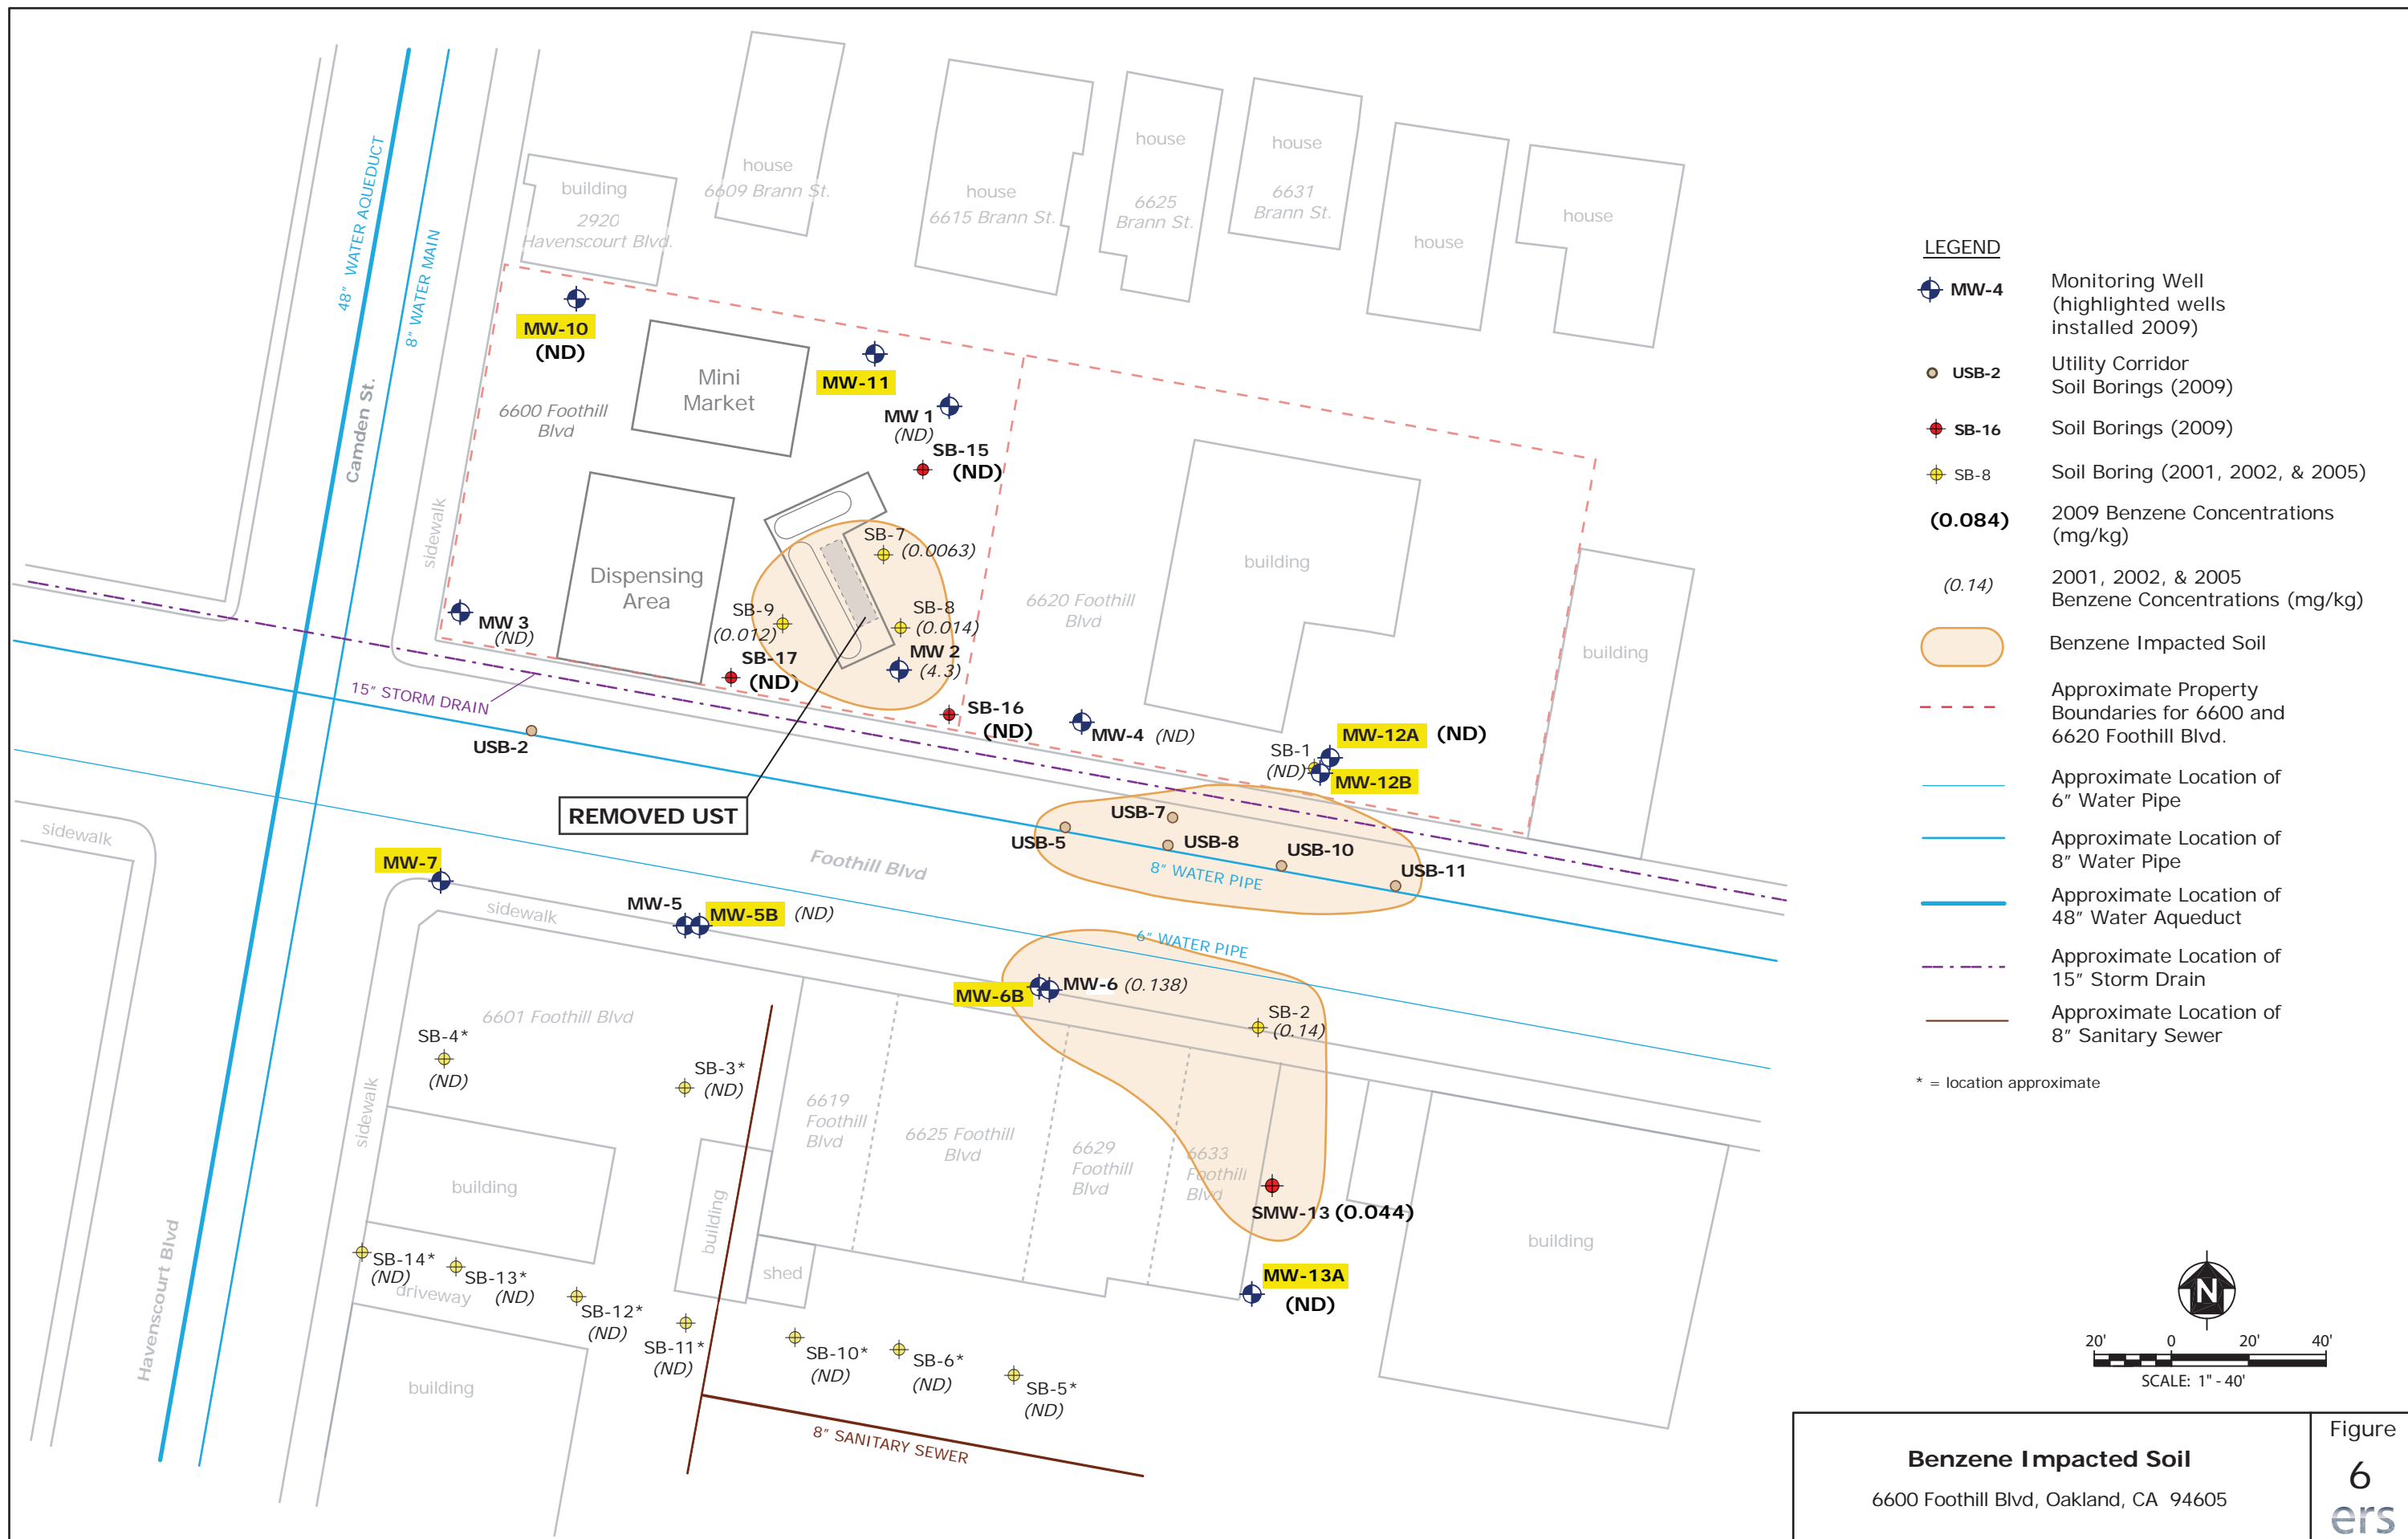 house
6609 Brann St.
building
2920
Havenscourt Blvd.
house
6615 Brann St.
house
6625
Brann St.
house
6631
Brann St.
house
house
48" WATER AQUEDUCT
8" WATER MAIN
Camden St.
sidewalk
MW-10
(ND)
Mini
Market
6600 Foothill
Blvd
MW-11
MW 1
(ND)
SB-15
(ND)
Dispensing
Area
SB-7
(0.0063)
SB-9
(0.012)
SB-8
(0.014)
MW 2
(4.3)
SB-17
(ND)
MW 3
(ND)
15" STORM DRAIN
USB-2
SB-16
(ND)
6620 Foothill
Blvd
building
building
MW-4 (ND)
SB-1
(ND)
MW-12A (ND)
MW-12B
REMOVED UST
USB-7
USB-5
USB-8
USB-10
USB-11
8" WATER PIPE
Foothill Blvd
sidewalk
MW-7
sidewalk
MW-5
MW-5B (ND)
6" WATER PIPE
MW-6B
MW-6 (0.138)
SB-2
(0.14)
6601 Foothill Blvd
SB-4*
(ND)
SB-3*
(ND)
sidewalk
6619
Foothill
Blvd
6625 Foothill
Blvd
6629
Foothill
Blvd
6633
Foothill
Blvd
SMW-13 (0.044)
building
building
building
shed
MW-13A
(ND)
Havenscourt Blvd
SB-14*
(ND)
SB-13*
(ND)
driveway
SB-12*
(ND)
SB-11*
(ND)
SB-10*
(ND)
SB-6*
(ND)
SB-5*
(ND)
building
8" SANITARY SEWER
LEGEND
MW-4 Monitoring Well
(highlighted wells
installed 2009)
USB-2 Utility Corridor
Soil Borings (2009)
SB-16 Soil Borings (2009)
SB-8 Soil Boring (2001, 2002, & 2005)
(0.084) 2009 Benzene Concentrations
(mg/kg)
(0.14) 2001, 2002, & 2005
Benzene Concentrations (mg/kg)
Benzene Impacted Soil
Approximate Property
Boundaries for 6600 and
6620 Foothill Blvd.
Approximate Location of
6" Water Pipe
Approximate Location of
8" Water Pipe
Approximate Location of
48" Water Aqueduct
Approximate Location of
15" Storm Drain
Approximate Location of
8" Sanitary Sewer
* = location approximate
N
20' 0 20' 40'
SCALE: 1" - 40'
Benzene Impacted Soil
6600 Foothill Blvd, Oakland, CA 94605
Figure
6
ers